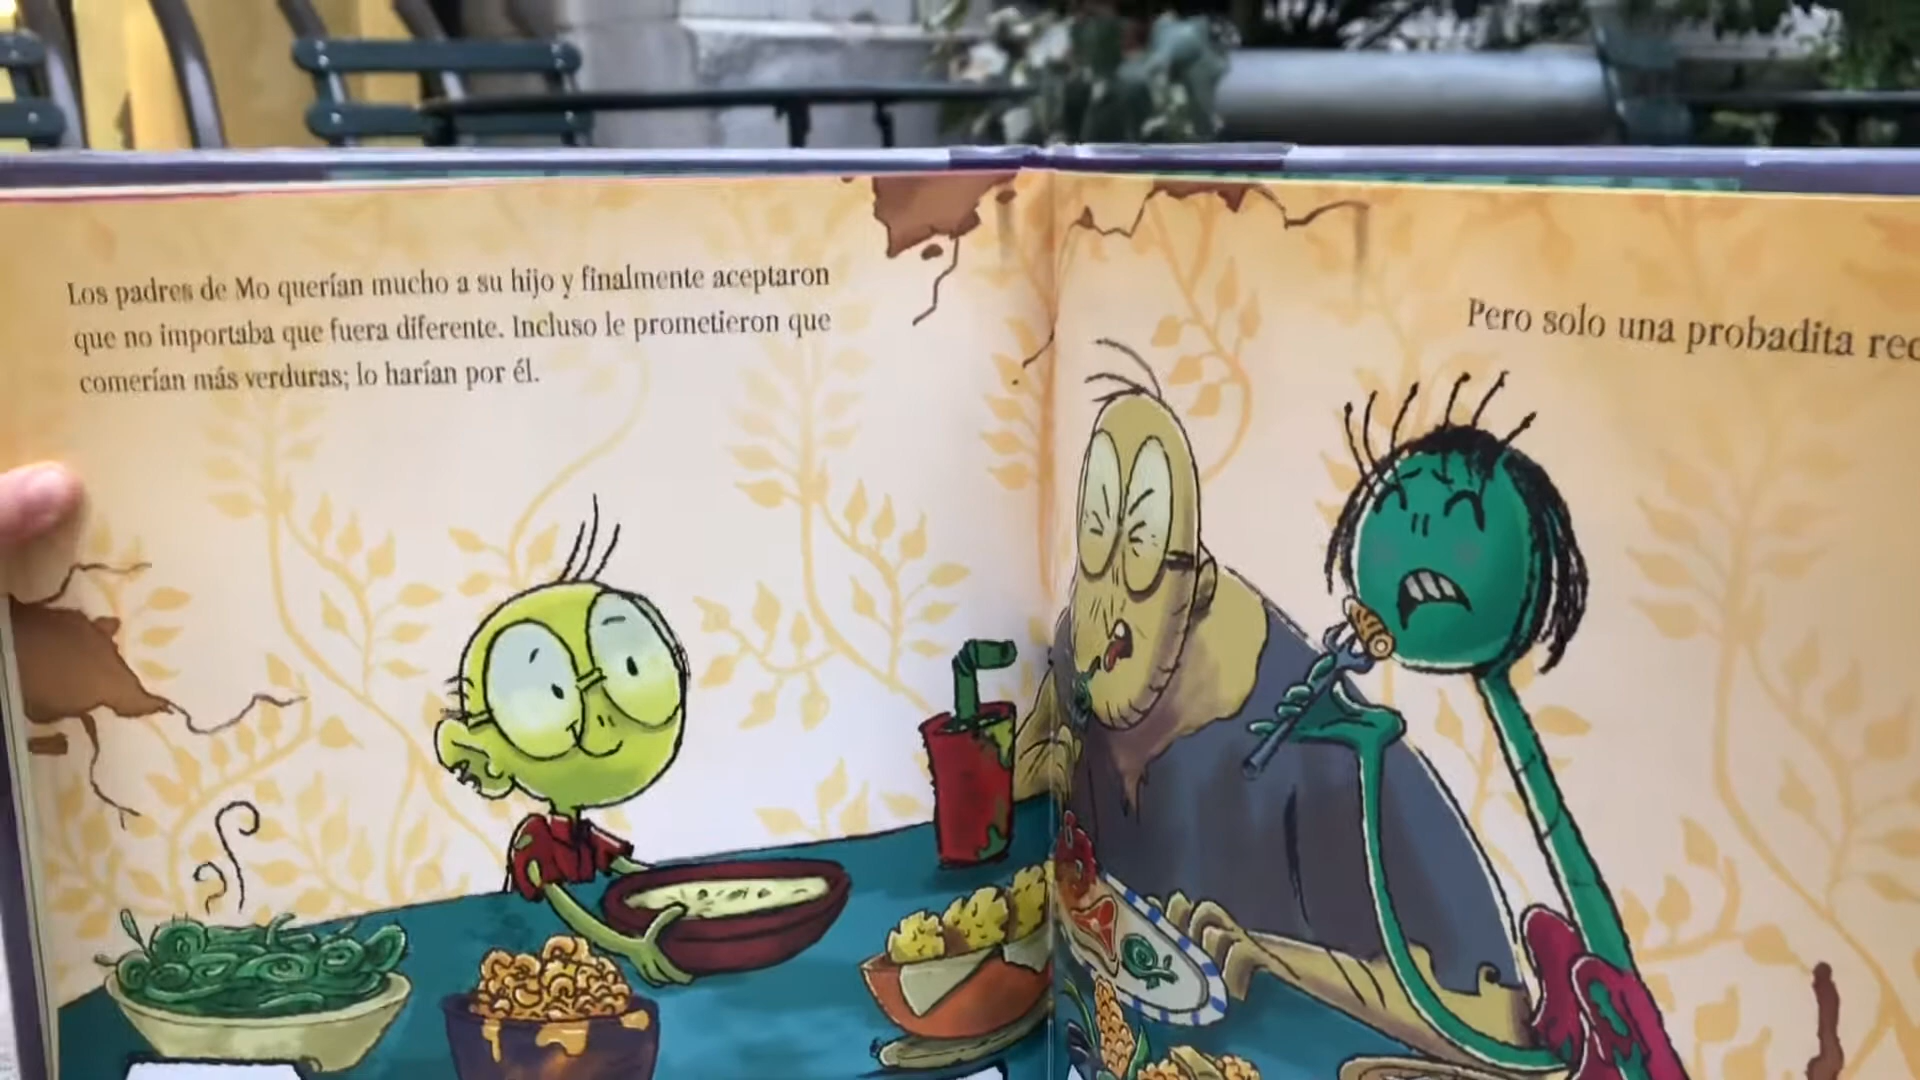 Los padres de Mo querían mucho a su hijo y finalmente aceptaron
que no importaba que fuera diferente. Incluso le prometieron que
comerían más verduras; lo harían por él.
Pero solo una probadita